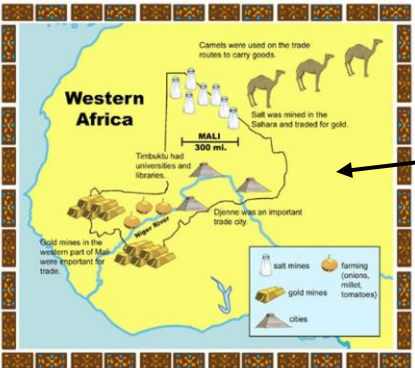 Camels were used on the trade
routes to carry goods.
Western
Africa
Salt was mined in the
Sahara and traded for gold.
MALI
300 mi.
Timbuktu had
universities and
libraries.
Niger River
Djenne was an important
trade city.
Gold mines in the
western part of Mali
were important for
trade.
salt mines
farming
(onions,
millet,
tomatoes)
gold mines
cities